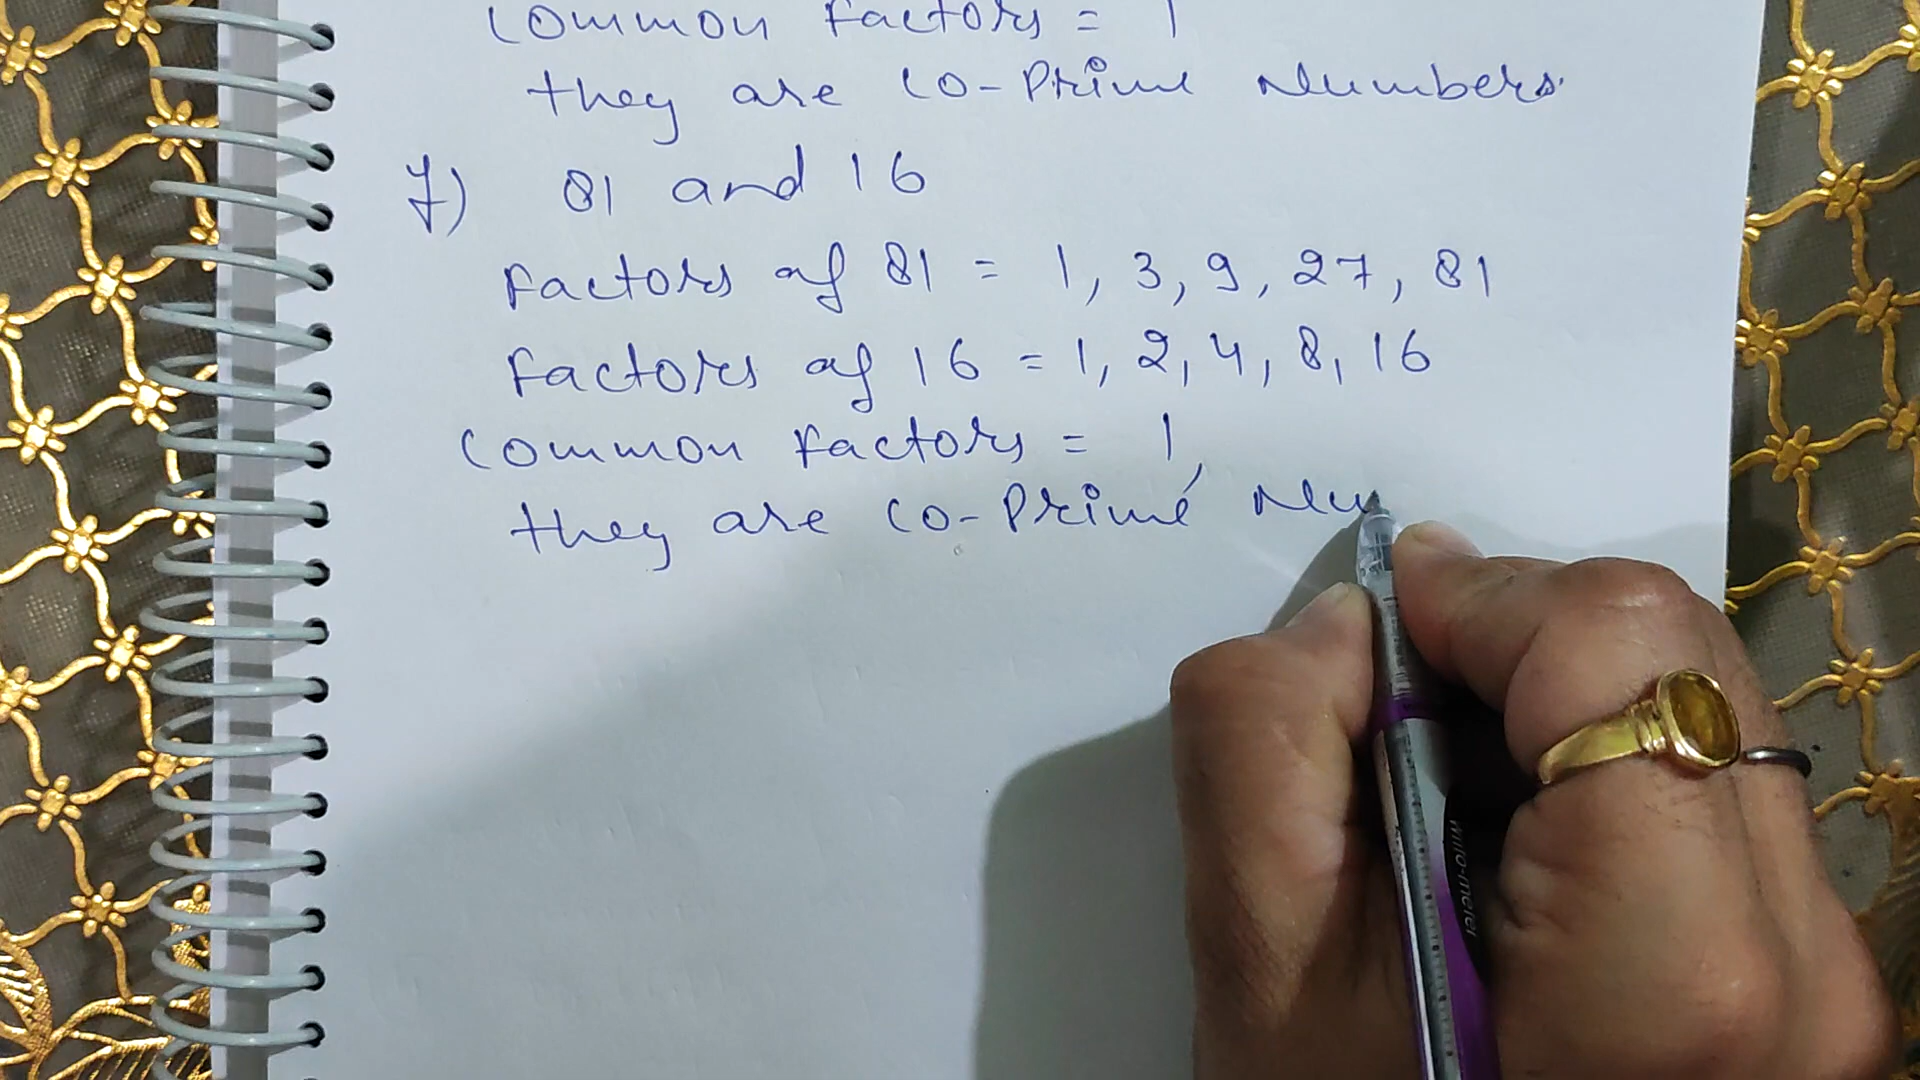 Common Factors = 1
they are Co-Prime Numbers.
7) 81 and 16
Factors of 81 = 1, 3, 9, 27, 81
Factors of 16 = 1, 2, 4, 8, 16
Common Factors = 1,
they are Co-Prime Nu